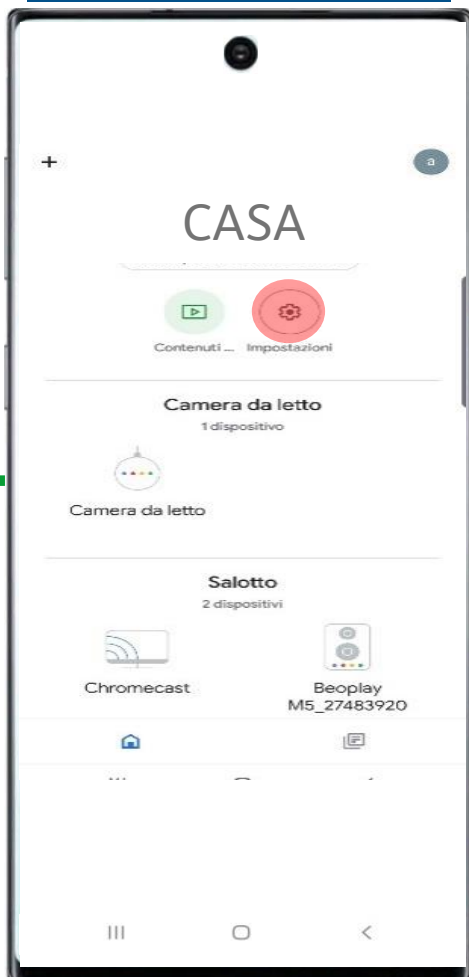 +
a
CASA
Contenuti ... Impostazioni
Camera da letto
1 dispositivo
Camera da letto
Salotto
2 dispositivi
Chromecast
Beoplay
M5_27483920